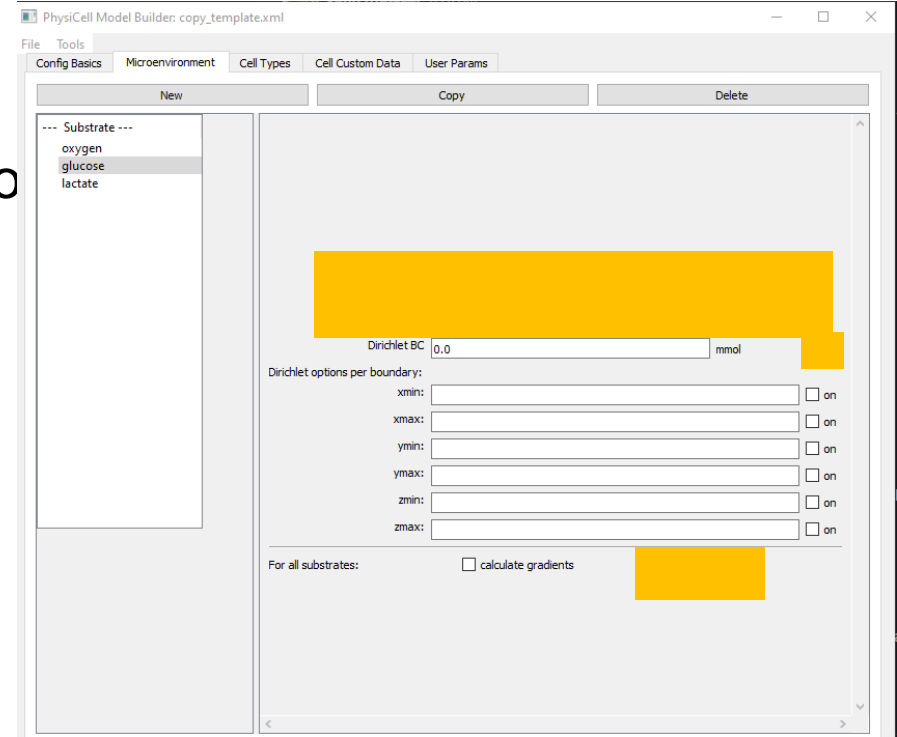 PhysiCell Model Builder: copy_template.xml
File Tools
Config Basics Microenvironment Cell Types Cell Custom Data User Params
New Copy Delete
--- Substrate ---
oxygen
glucose
lactate
Dirichlet BC 0.0 mmol
Dirichlet options per boundary:
xmin: on
xmax: on
ymin: on
ymax: on
zmin: on
zmax: on
For all substrates: calculate gradients